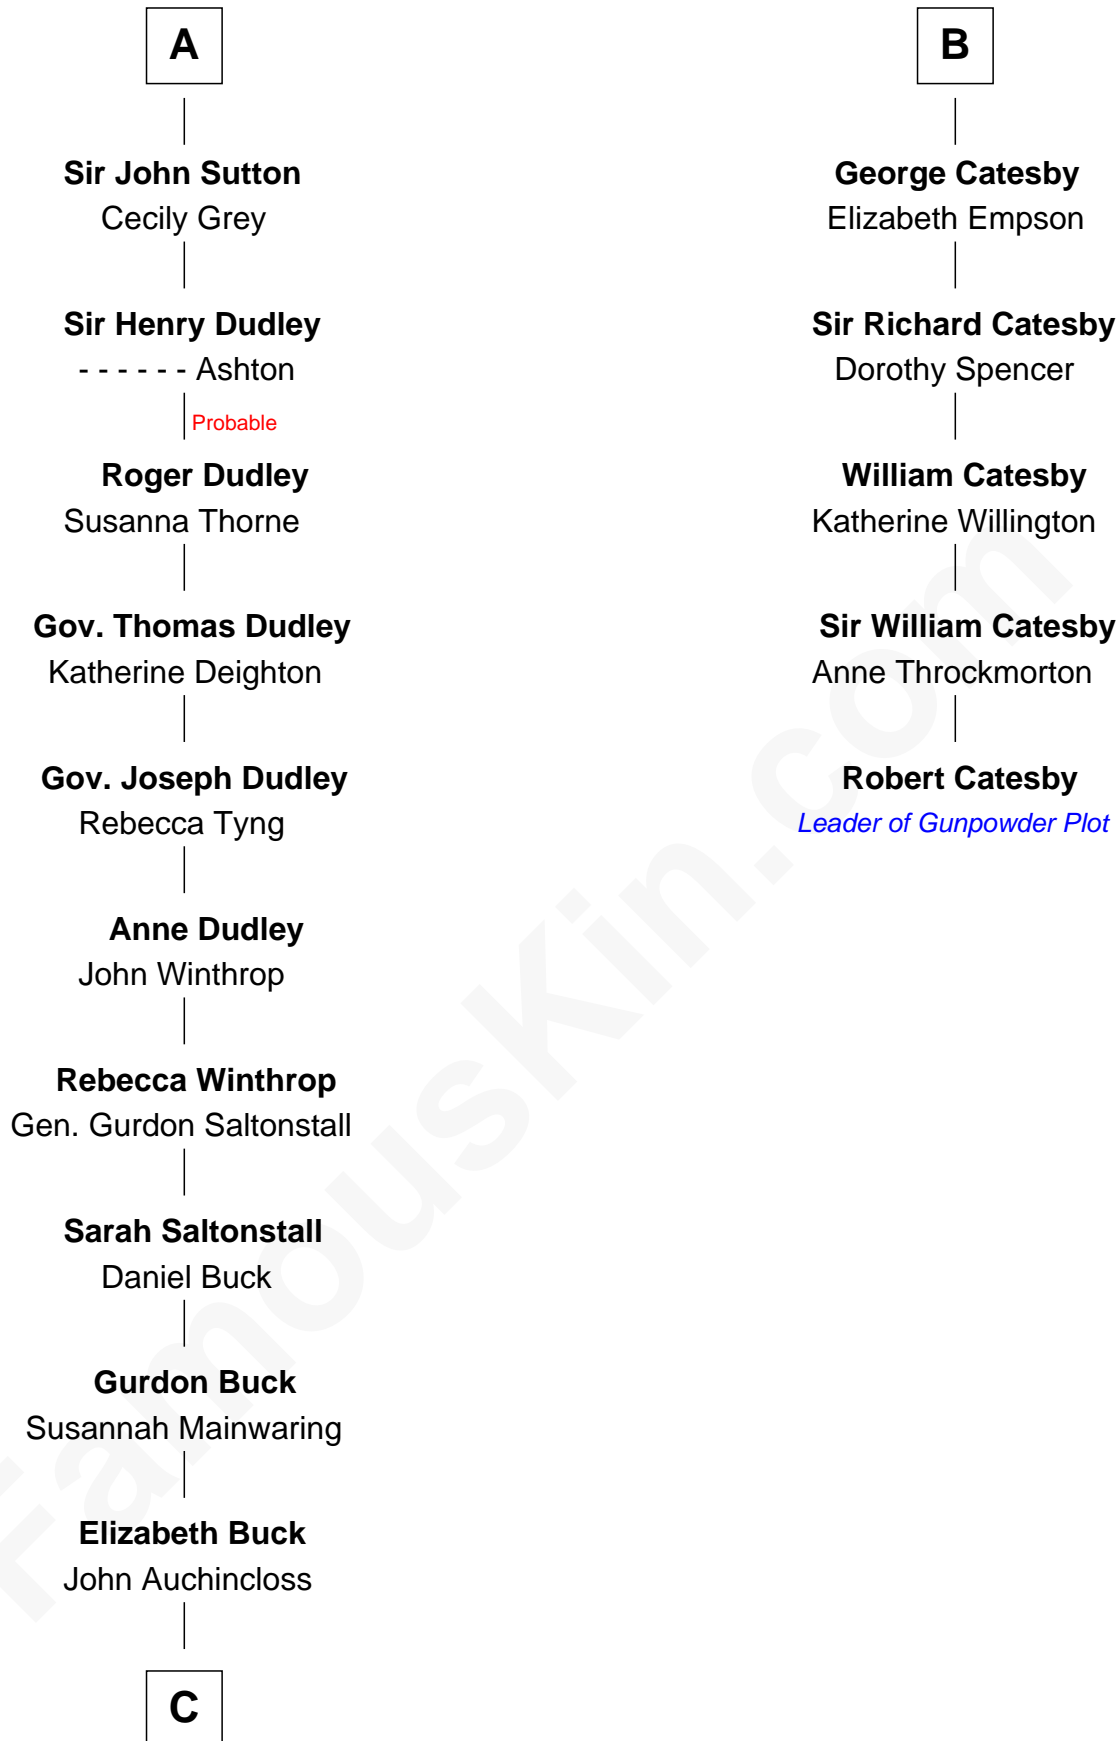 A
Sir John Sutton
Cecily Grey
Sir Henry Dudley
- - - - - - Ashton
Probable
Roger Dudley
Susanna Thorne
Gov. Thomas Dudley
Katherine Deighton
Gov. Joseph Dudley
Rebecca Tyng
Anne Dudley
John Winthrop
Rebecca Winthrop
Gen. Gurdon Saltonstall
Sarah Saltonstall
Daniel Buck
Gurdon Buck
Susannah Mainwaring
Elizabeth Buck
John Auchincloss
C
B
George Catesby
Elizabeth Empson
Sir Richard Catesby
Dorothy Spencer
William Catesby
Katherine Willington
Sir William Catesby
Anne Throckmorton
Robert Catesby
Leader of Gunpowder Plot
FamousKin.com